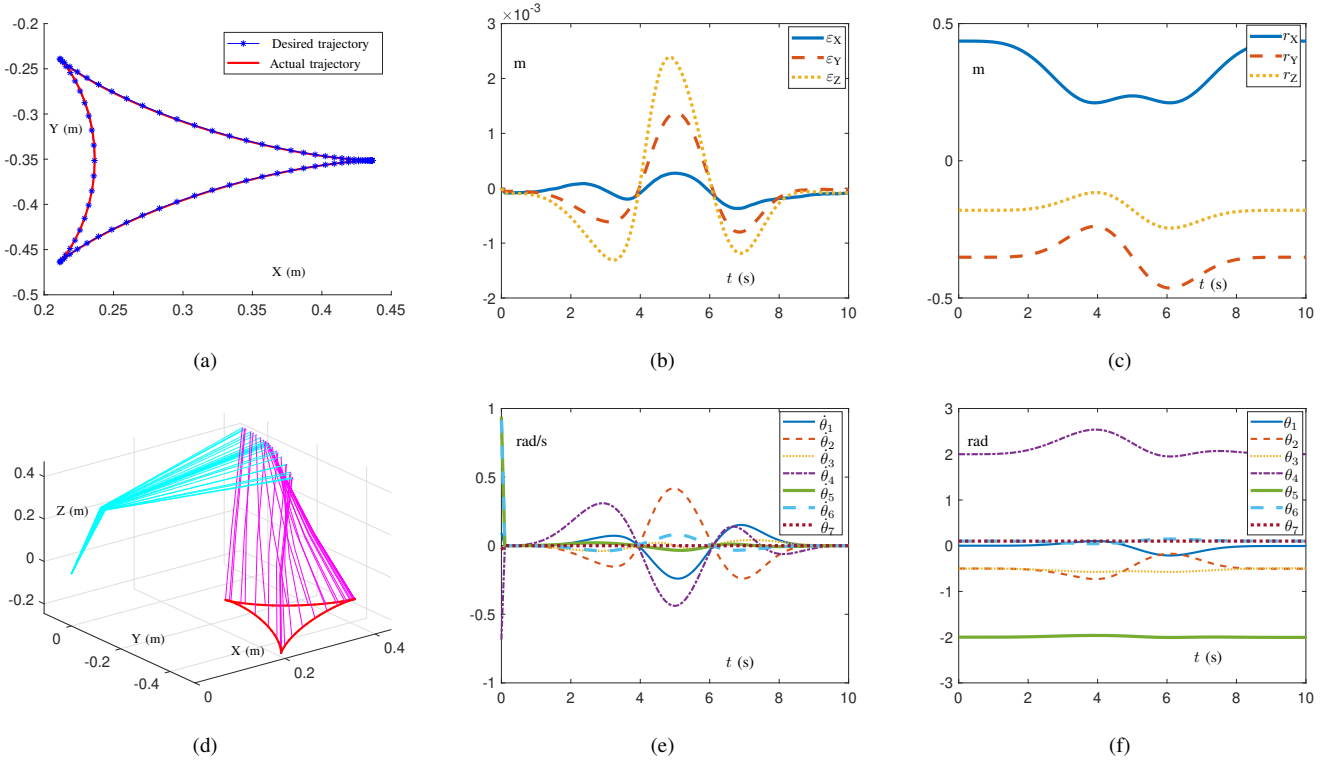 -0.2
-0.25
-0.3
-0.35
-0.4
-0.45
-0.5
0.2 0.25 0.3 0.35 0.4 0.45
Y (m)
X (m)
Desired trajectory
Actual trajectory
(a)
×10⁻³
3
2
1
0
-1
-2
0 2 4 6 8 10
m
t (s)
εX
εY
εZ
(b)
0.5
0
-0.5
0 2 4 6 8 10
m
t (s)
rX
rY
rZ
(c)
0.4
0.2
0
-0.2
Z (m)
0
-0.2
-0.4
Y (m)
X (m)
0
0.2
0.4
(d)
1
0.5
0
-0.5
-1
0 2 4 6 8 10
rad/s
t (s)
θ̇1
θ̇2
θ̇3
θ̇4
θ̇5
θ̇6
θ̇7
(e)
3
2
1
0
-1
-2
-3
0 2 4 6 8 10
rad
t (s)
θ1
θ2
θ3
θ4
θ5
θ6
θ7
(f)